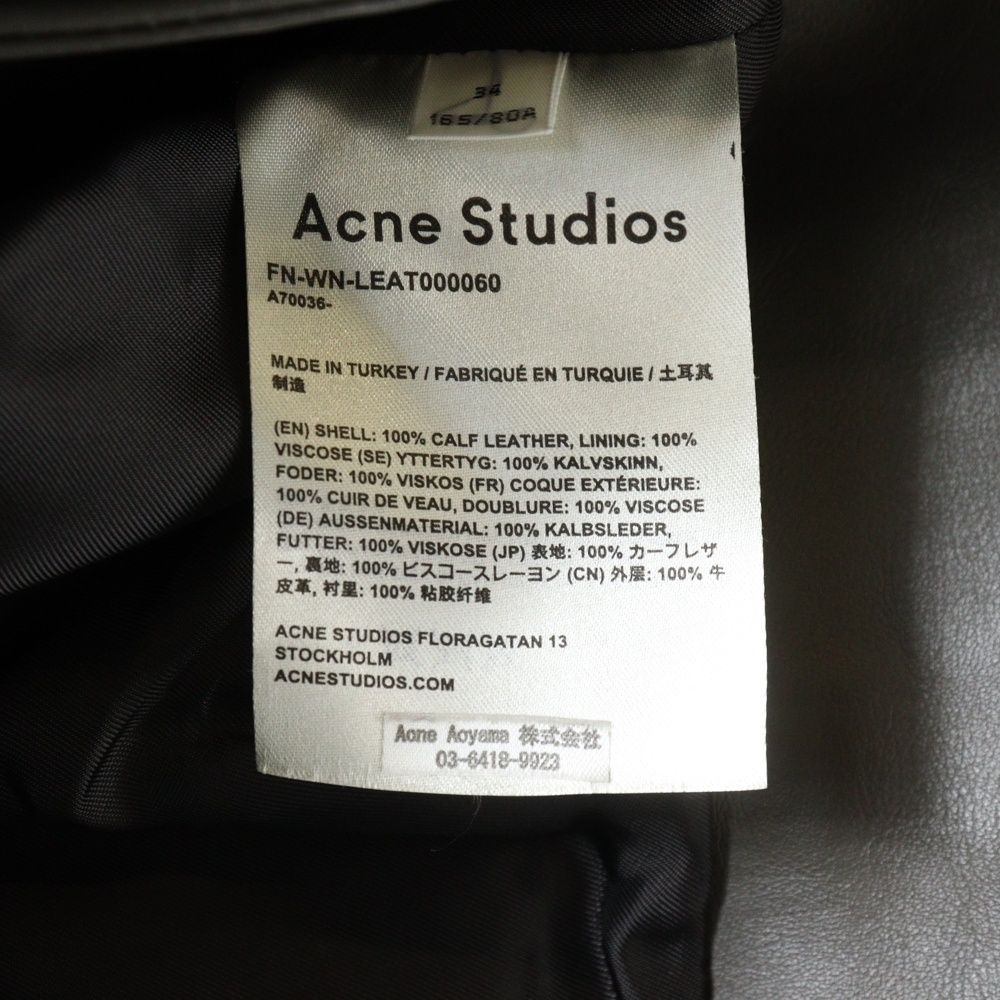 34
165/80A
Acne Studios
FN-WN-LEAT000060
A70036-
MADE IN TURKEY / FABRIQUÉ EN TURQUIE / 土耳其
制造
(EN) SHELL: 100% CALF LEATHER, LINING: 100%
VISCOSE (SE) YTTERTYG: 100% KALVSKINN,
FODER: 100% VISKOS (FR) COQUE EXTÉRIEURE:
100% CUIR DE VEAU, DOUBLURE: 100% VISCOSE
(DE) AUSSENMATERIAL: 100% KALBSLEDER,
FUTTER: 100% VISKOSE (JP) 表地: 100% カーフレザ
ー, 裏地: 100% ビスコースレーヨン (CN) 外层: 100% 牛
皮革, 衬里: 100% 粘胶纤维
ACNE STUDIOS FLORAGATAN 13
STOCKHOLM
ACNESTUDIOS.COM
Acne Aoyama 株式会社
03-6418-9923